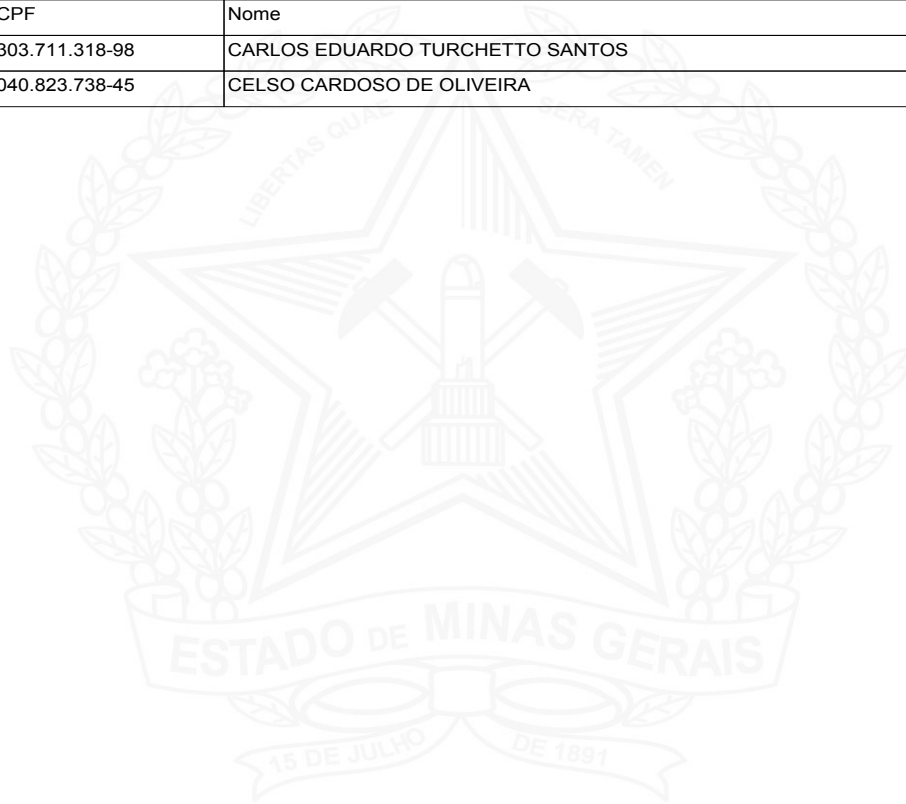 CPF Nome
303.711.318-98 CARLOS EDUARDO TURCHETTO SANTOS
040.823.738-45 CELSO CARDOSO DE OLIVEIRA
LIBERTAS QUAE SERA TAMEN
ESTADO DE MINAS GERAIS
15 DE JULHO DE 1891